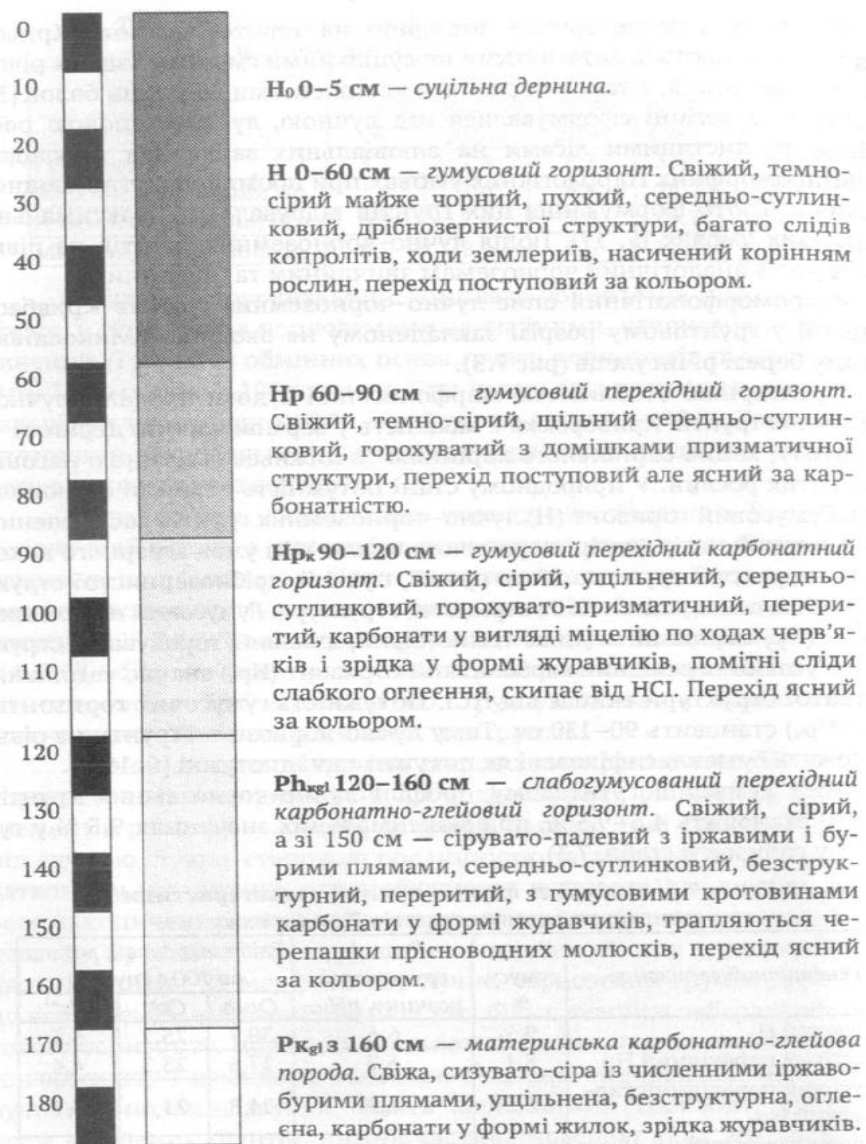 0
10
20
30
40
50
60
70
80
90
100
110
120
130
140
150
160
170
180
H₀ 0–5 см — суцільна дернина.
H 0–60 см — гумусовий горизонт. Свіжий, темно-
сірий майже чорний, пухкий, середньо-суглин-
ковий, дрібнозернистої структури, багато слідів
копролітів, ходи землериїв, насичений корінням
рослин, перехід поступовий за кольором.
Hp 60–90 см — гумусовий перехідний горизонт.
Свіжий, темно-сірий, щільний середньо-суглин-
ковий, горохуватий з домішками призматичної
структури, перехід поступовий але ясний за кар-
бонатністю.
Hpₖ 90–120 см — гумусовий перехідний карбонатний
горизонт. Свіжий, сірий, ущільнений, середньо-
суглинковий, горохувато-призматичний, перери-
тий, карбонати у вигляді міцелію по ходах черв’я-
ків і зрідка у формі журавчиків, помітні сліди
слабкого оглеєння, скипає від HCI. Перехід ясний
за кольором.
Phkgl 120–160 см — слабогумусований перехідний
карбонатно-глейовий горизонт. Свіжий, сірий,
а зі 150 см — сірувато-палевий з іржавими і бу-
рими плямами, середньо-суглинковий, безструк-
турний, переритий, з гумусовими кротовинами
карбонати у формі журавчиків, трапляються че-
репашки прісноводних молюсків, перехід ясний
за кольором.
Pкgl з 160 см — материнська карбонатно-глейова
порода. Свіжа, сизувато-сіра із численними іржаво-
бурими плямами, ущільнена, безструктурна, огле-
єна, карбонати у формі жилок, зрідка журавчиків.